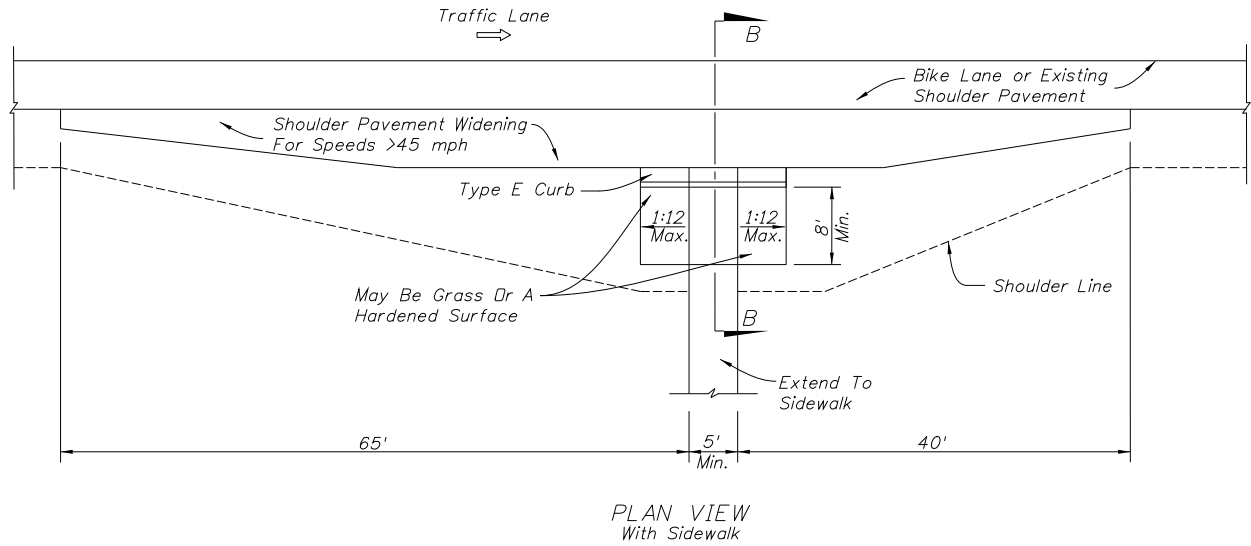 Traffic Lane
B
Bike Lane or Existing
Shoulder Pavement
Shoulder Pavement Widening
For Speeds >45 mph
Type E Curb
1:12
Max.
1:12
Max.
8'
Min.
May Be Grass Or A
Hardened Surface
Shoulder Line
B
Extend To
Sidewalk
65'
5'
Min.
40'
PLAN VIEW
With Sidewalk